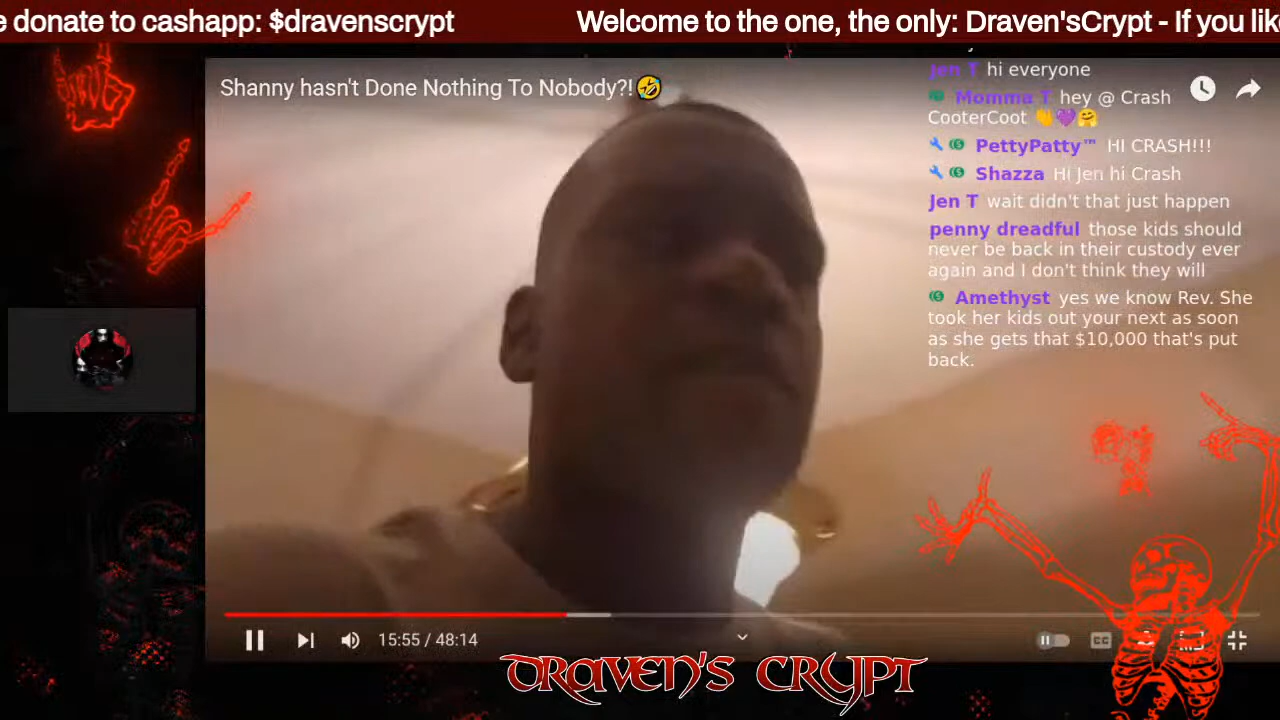 e donate to cashapp: $dravenscrypt Welcome to the one, the only: Draven'sCrypt - If you lik
Shanny hasn't Done Nothing To Nobody?!🤣
Jen T hi everyone
Momma T hey @ Crash
CooterCoot 👋💜🤗
PettyPatty™ HI CRASH!!!
Shazza Hi Jen hi Crash
Jen T wait didn't that just happen
penny dreadful those kids should
never be back in their custody ever
again and I don't think they will
Amethyst yes we know Rev. She
took her kids out your next as soon
as she gets that $10,000 that's put
back.
15:55 / 48:14
CC
DRAVEN'S CRYPT